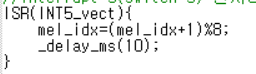 ISR(INT5_vect){
mel_idx=(mel_idx+1)%8;
_delay_ms(10);
}